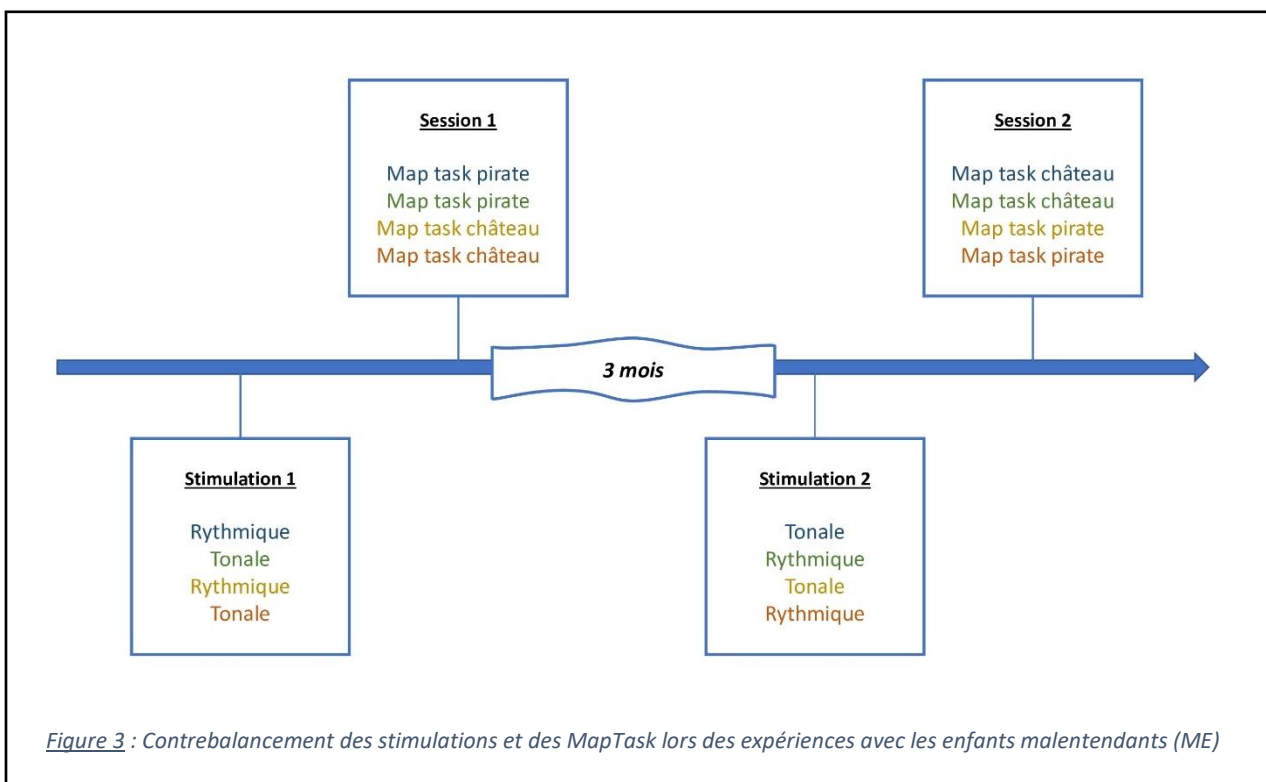 Session 1
Map task pirate
Map task pirate
Map task château
Map task château
Session 2
Map task château
Map task château
Map task pirate
Map task pirate
3 mois
Stimulation 1
Rythmique
Tonale
Rythmique
Tonale
Stimulation 2
Tonale
Rythmique
Tonale
Rythmique
Figure 3 : Contrebalancement des stimulations et des MapTask lors des expériences avec les enfants malentendants (ME)